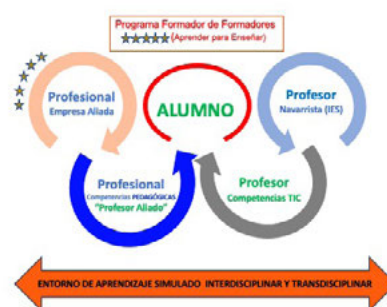 Programa Formador de Formadores
(Aprender para Enseñar)
Profesional
Empresa Aliada
ALUMNO
Profesor
Navarrista (IES)
Profesional
Competencias PEDAGÓGICAS
"Profesor Aliado"
Profesor
Competencias TIC
ENTORNO DE APRENDIZAJE SIMULADO INTERDISCIPLINAR Y TRANSDISCIPLINAR